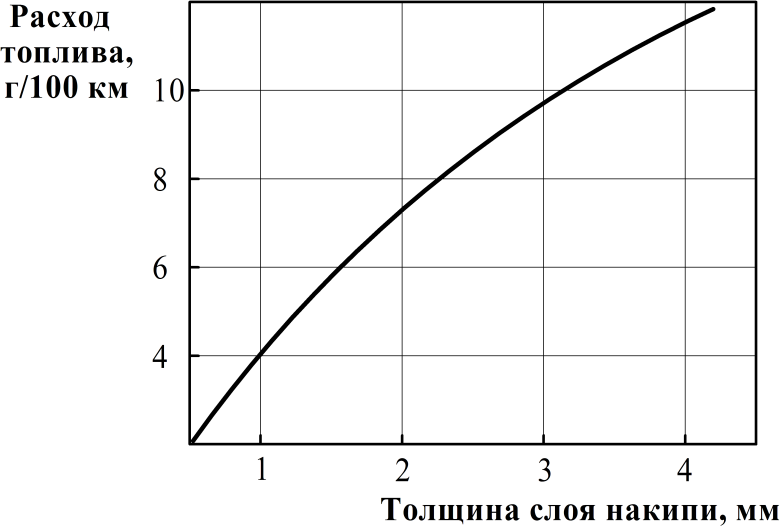 Расход
топлива,
г/100 км
10
8
6
4
1 2 3 4
Толщина слоя накипи, мм